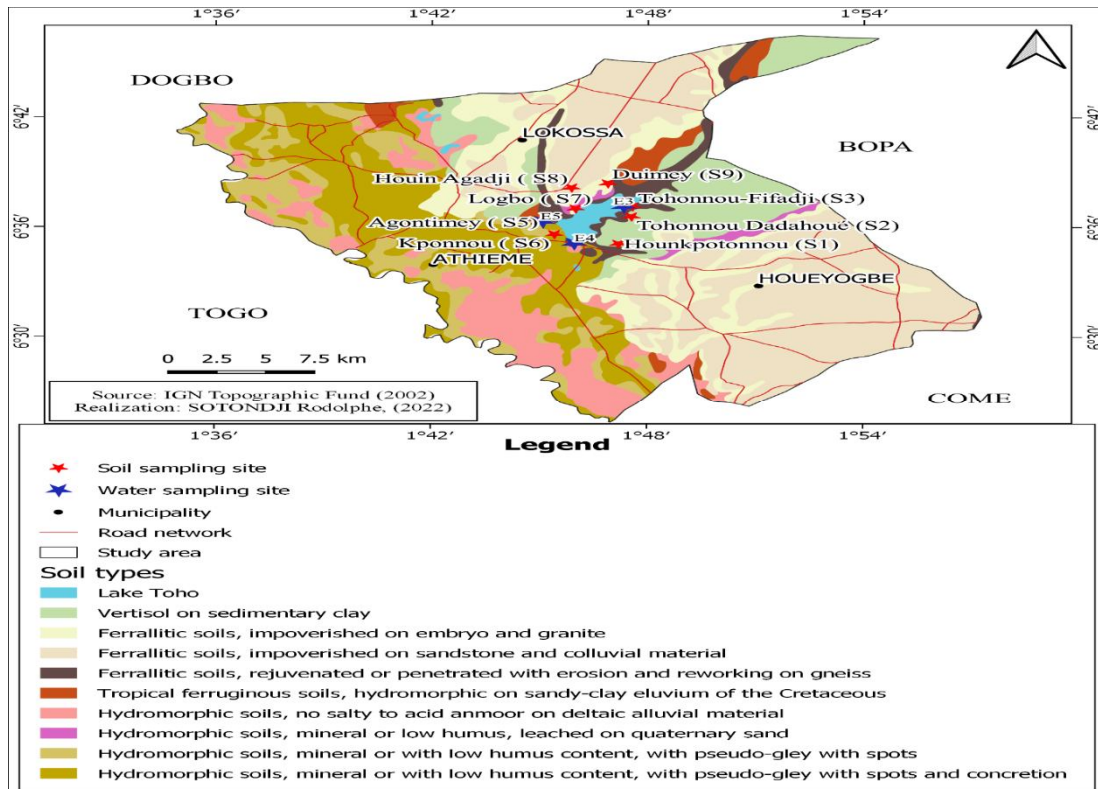 1°36′ 1°42′ 1°48′ 1°54′
DOGBO
6°42′
6°42′
LOKOSSA
BOPA
Houin Agadji ( S8)
Duimey (S9)
Logbo ( S7)
E3
Tohonnou-Fifadji (S3)
Agontimey ( S5)
E5
Tohonnou Dadahoué (S2)
6°36′
6°36′
Kponnou ( S6)
E4
Hounkpotonnou (S1)
ATHIEME
HOUEYOGBE
TOGO
6°30′
6°30′
0 2.5 5 7.5 km
Source: IGN Topographic Fund (2002)
Realization: SOTONDJI Rodolphe, (2022)
COME
1°36′ 1°42′ 1°48′ 1°54′
Legend
Soil sampling site
Water sampling site
Municipality
Road network
Study area
Soil types
Lake Toho
Vertisol on sedimentary clay
Ferrallitic soils, impoverished on embryo and granite
Ferrallitic soils, impoverished on sandstone and colluvial material
Ferrallitic soils, rejuvenated or penetrated with erosion and reworking on gneiss
Tropical ferruginous soils, hydromorphic on sandy-clay eluvium of the Cretaceous
Hydromorphic soils, no salty to acid anmoor on deltaic alluvial material
Hydromorphic soils, mineral or low humus, leached on quaternary sand
Hydromorphic soils, mineral or with low humus content, with pseudo-gley with spots
Hydromorphic soils, mineral or with low humus content, with pseudo-gley with spots and concretion